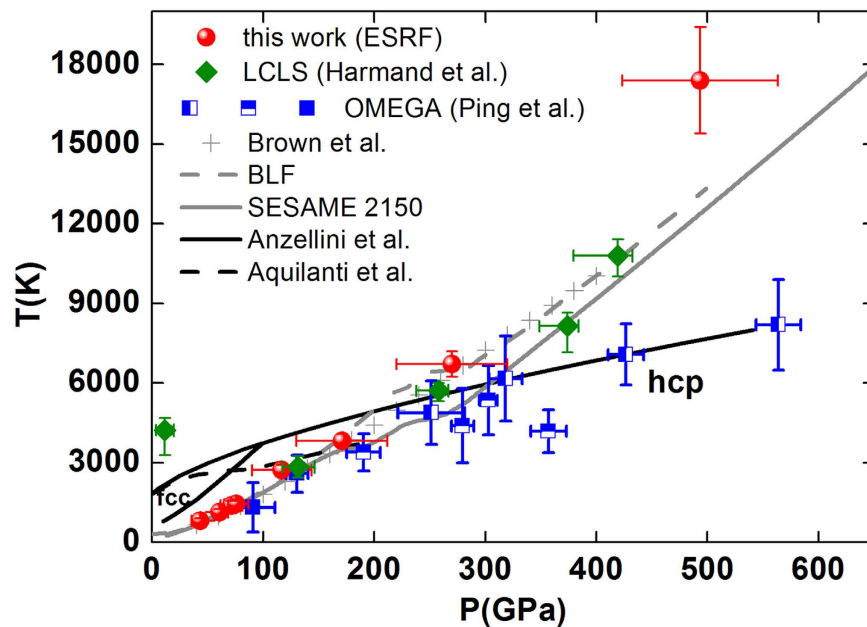 18000
15000
12000
9000
6000
3000
0
T(K)
this work (ESRF)
LCLS (Harmand et al.)
OMEGA (Ping et al.)
Brown et al.
BLF
SESAME 2150
Anzellini et al.
Aquilanti et al.
hcp
fcc
0 100 200 300 400 500 600
P(GPa)